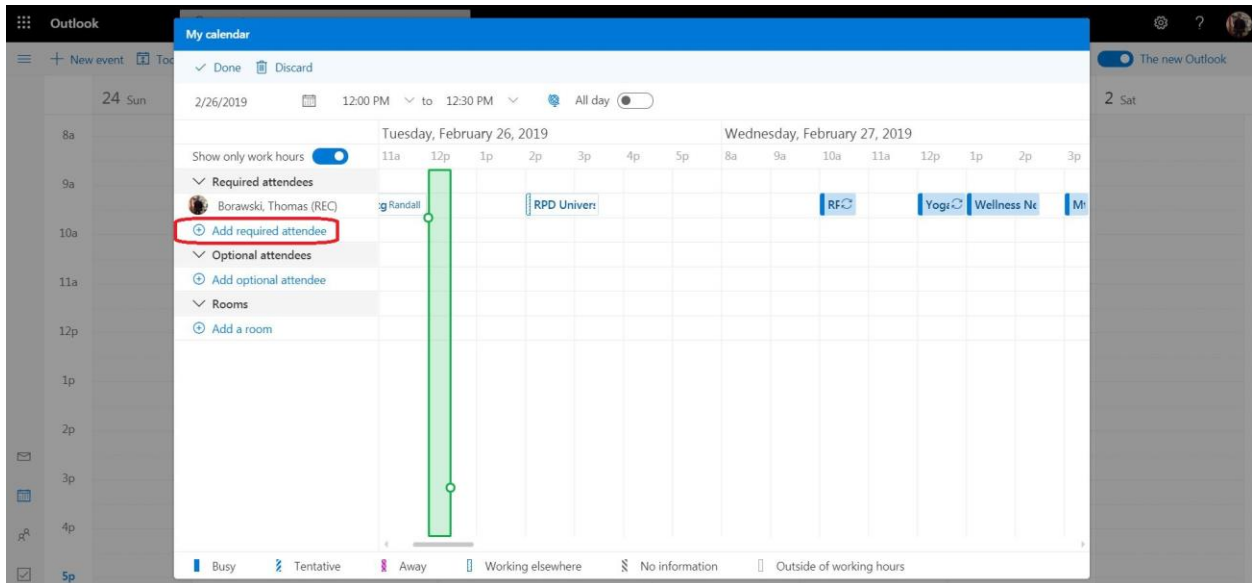 Outlook
My calendar
New event
The new Outlook
Done Discard
24 Sun
2/26/2019 12:00 PM to 12:30 PM All day
2 Sat
Tuesday, February 26, 2019 Wednesday, February 27, 2019
Show only work hours 11a 12p 1p 2p 3p 4p 5p 8a 9a 10a 11a 12p 1p 2p 3p
Required attendees
Borawski, Thomas (REC) Randall RPD Univers Yoga Wellness
Add required attendee
Optional attendees
Add optional attendee
Rooms
Add a room
8a
9a
10a
11a
12p
1p
2p
3p
4p
5p
Busy Tentative Away Working elsewhere No information Outside of working hours